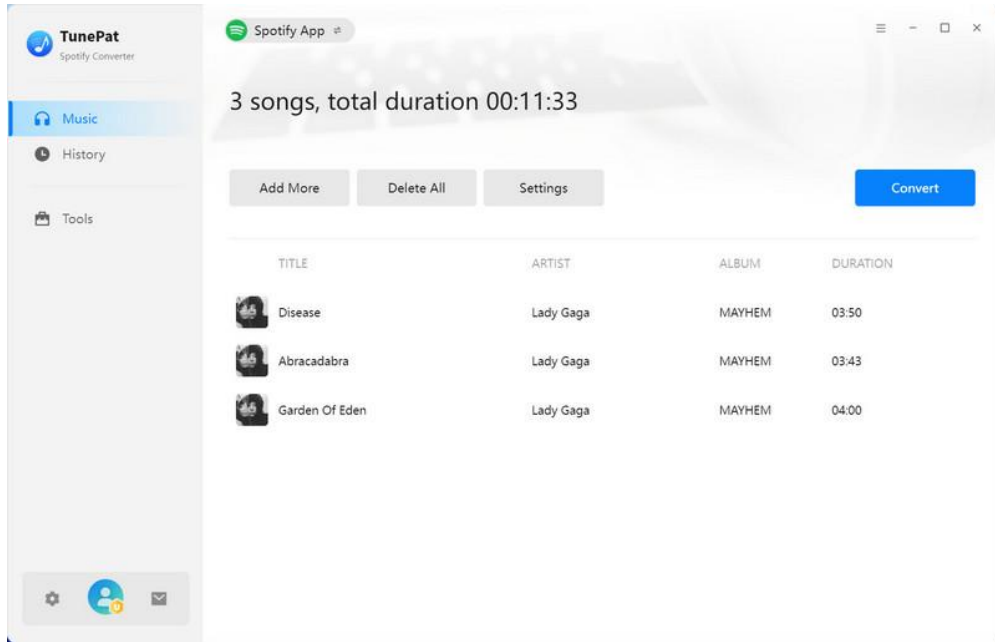 TunePat
Spotify Converter
Spotify App
3 songs, total duration 00:11:33
Music
History
Tools
Add More Delete All Settings Convert
TITLE ARTIST ALBUM DURATION
Disease Lady Gaga MAYHEM 03:50
Abracadabra Lady Gaga MAYHEM 03:43
Garden Of Eden Lady Gaga MAYHEM 04:00